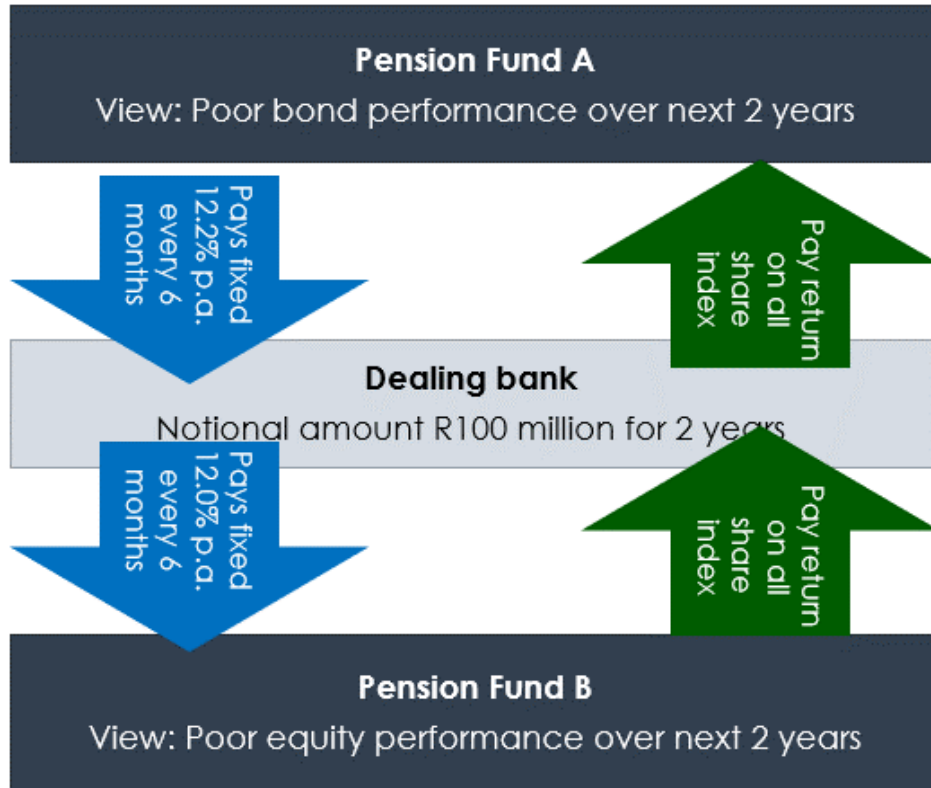 Pension Fund A
View: Poor bond performance over next 2 years
Pays fixed
12.2% p.a.
every 6
months
Pay return
on all
share
index
Dealing bank
Notional amount R100 million for 2 years
Pays fixed
12.0% p.a.
every 6
months
Pay return
on all
share
index
Pension Fund B
View: Poor equity performance over next 2 years